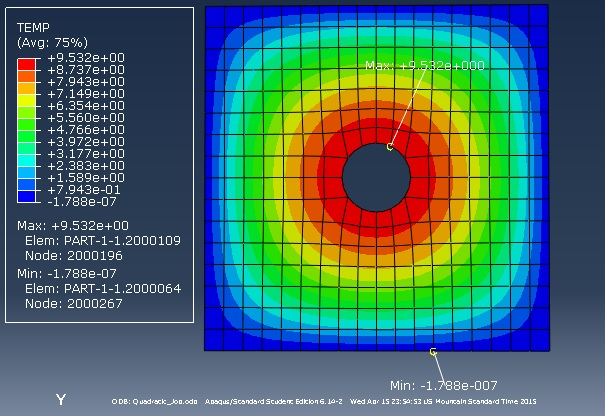 TEMP
(Avg: 75%)
+9.532e+00
+8.737e+00
+7.943e+00
+7.149e+00
+6.354e+00
+5.560e+00
+4.766e+00
+3.972e+00
+3.177e+00
+2.383e+00
+1.589e+00
+7.943e-01
-1.788e-07
Max: +9.532e+00
Elem: PART-1-1.2000109
Node: 2000196
Min: -1.788e-07
Elem: PART-1-1.2000064
Node: 2000267
Max: +9.532e+000
Min: -1.788e-007
Y
ODB: Quadratic_Job.odb Abaqus/Standard Student Edition 6.14-2 Wed Apr 15 23:54:53 US Mountain Standard Time 2015